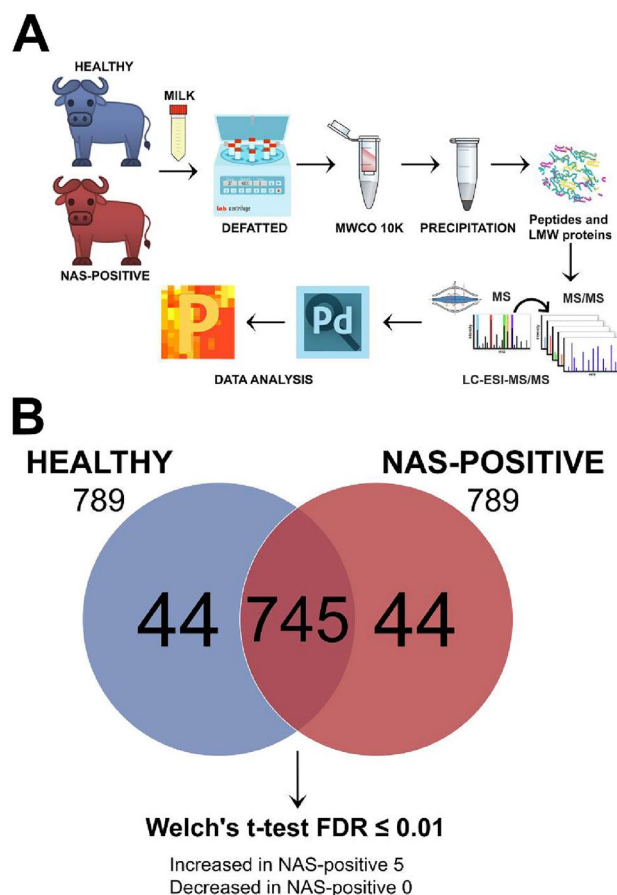 A
HEALTHY
MILK
NAS-POSITIVE
lab centrifuge
DEFATTED
MWCO 10K
PRECIPITATION
Peptides and
LMW proteins
MS
MS/MS
LC-ESI-MS/MS
Pd
P
DATA ANALYSIS
B
HEALTHY
789
NAS-POSITIVE
789
44
745
44
Welch's t-test FDR ≤ 0.01
Increased in NAS-positive 5
Decreased in NAS-positive 0